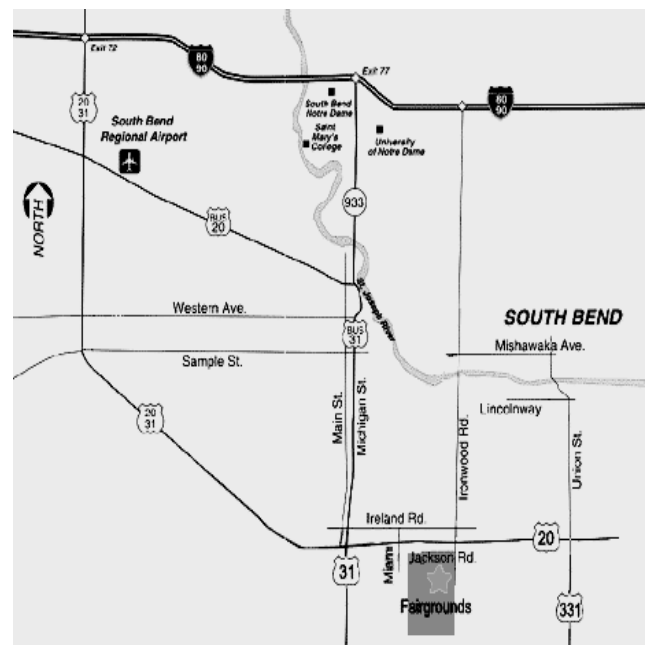 Exit 72
80
90
Exit 77
20
31
South Bend
Regional Airport
South Bend
Notre Dame
80
90
Saint
Mary's
College
University
of Notre Dame
NORTH
933
BUS
20
St. Joseph River
Western Ave.
SOUTH BEND
BUS
31
Mishawaka Ave.
Sample St.
20
31
Main St.
Michigan St.
Ironwood Rd.
Lincolnway
Union St.
Ireland Rd.
20
Miami
Jackson Rd.
31
Fairgrounds
331